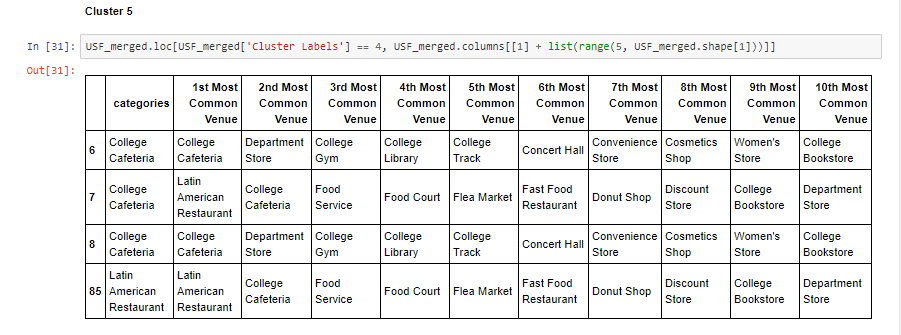 Cluster 5
In [31]: USF_merged.loc[USF_merged['Cluster Labels'] == 4, USF_merged.columns[[1] + list(range(5, USF_merged.shape[1]))]]
Out[31]:
categories 1st Most Common Venue 2nd Most Common Venue 3rd Most Common Venue 4th Most Common Venue 5th Most Common Venue 6th Most Common Venue 7th Most Common Venue 8th Most Common Venue 9th Most Common Venue 10th Most Common Venue
6 College Cafeteria College Cafeteria Department Store College Gym College Library College Track Concert Hall Convenience Store Cosmetics Shop Women's Store College Bookstore
7 College Cafeteria Latin American Restaurant College Cafeteria Food Service Food Court Flea Market Fast Food Restaurant Donut Shop Discount Store College Bookstore Department Store
8 College Cafeteria College Cafeteria Department Store College Gym College Library College Track Concert Hall Convenience Store Cosmetics Shop Women's Store College Bookstore
85 Latin American Restaurant Latin American Restaurant College Cafeteria Food Service Food Court Flea Market Fast Food Restaurant Donut Shop Discount Store College Bookstore Department Store